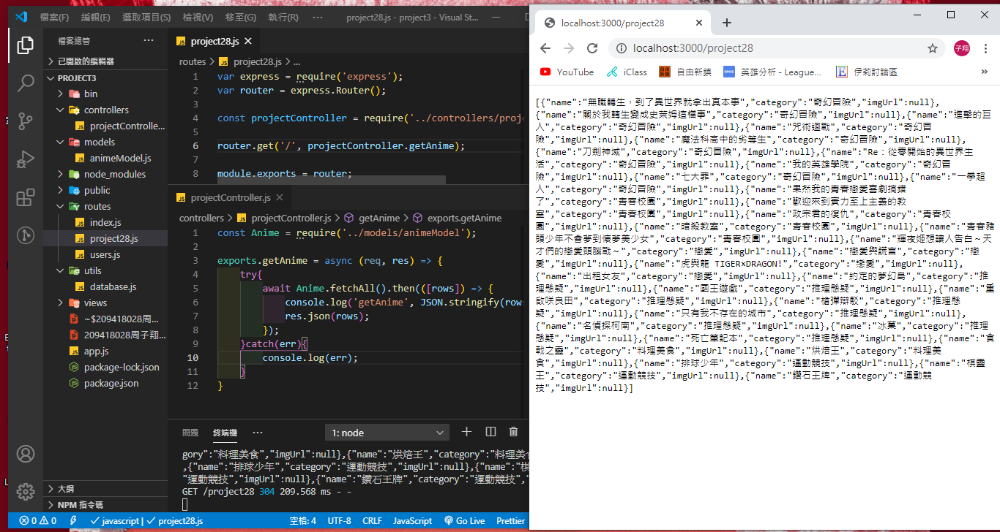 檔案(F) 編輯(E) 選取項目(S) 檢視(V) 移至(G) 執行(R) ··· project28.js - project3 - Visual St...
檔案總管 ···
已開啟的編輯器
PROJECT3
bin
controllers
projectControlle...
models
animeModel.js
node_modules
public
routes
index.js
project28.js
users.js
utils
database.js
views
~$209418028周...
209418028周子翔...
app.js
package-lock.json
package.json
大綱
NPM 指令碼
project28.js
routes > project28.js > ...
1 var express = require('express');
2 var router = express.Router();
3
4 const projectController = require('../controllers/proj
5
6 router.get('/', projectController.getAnime);
7
8 module.exports = router;
projectController.js
controllers > projectController.js > getAnime > exports.getAnime
1 const Anime = require('../models/animeModel');
2
3 exports.getAnime = async (req, res) => {
4 try{
5 await Anime.fetchAll().then(([rows]) => {
6 console.log('getAnime', JSON.stringify(rows
7 res.json(rows);
8 });
9 }catch(err){
10 console.log(err);
11 }
12 }
問題 終端機 ··· 1: node
gory":"料理美食","imgUrl":null},{"name":"烘焙王","category":"料理美食
,{"name":"排球少年","category":"運動競技","imgUrl":null},{"name":"棋
"運動競技","imgUrl":null},{"name":"鑽石王牌","category":"運動競技","
GET /project28 304 209.568 ms - -
0 0 javascript | project28.js 空格: 4 UTF-8 CRLF JavaScript Go Live Prettier
localhost:3000/project28
localhost:3000/project28 子翔
YouTube iClass 自由新鎮 英雄分析 - League... 伊莉討論區 »
[{"name":"無職轉生，到了異世界就拿出真本事","category":"奇幻冒險","imgUrl":null},
{"name":"關於我轉生變成史萊姆這檔事","category":"奇幻冒險","imgUrl":null},{"name":"進擊的巨
人","category":"奇幻冒險","imgUrl":null},{"name":"咒術迴戰","category":"奇幻冒
險","imgUrl":null},{"name":"魔法科高中的劣等生","category":"奇幻冒險","imgUrl":null},
{"name":"刀劍神域","category":"奇幻冒險","imgUrl":null},{"name":"Re：從零開始的異世界生
活","category":"奇幻冒險","imgUrl":null},{"name":"我的英雄學院","category":"奇幻冒
險","imgUrl":null},{"name":"七大罪","category":"奇幻冒險","imgUrl":null},{"name":"一拳超
人","category":"奇幻冒險","imgUrl":null},{"name":"果然我的青春戀愛喜劇搞錯
了","category":"青春校園","imgUrl":null},{"name":"歡迎來到實力至上主義的教
室","category":"青春校園","imgUrl":null},{"name":"政宗君的復仇","category":"青春校
園","imgUrl":null},{"name":"暗殺教室","category":"青春校園","imgUrl":null},{"name":"青春豬
頭少年不會夢到懷夢美少女","category":"青春校園","imgUrl":null},{"name":"輝夜姬想讓人告白～天
才們的戀愛頭腦戰～","category":"戀愛","imgUrl":null},{"name":"戀愛與謊言","category":"戀
愛","imgUrl":null},{"name":"虎與龍 TIGER×DRAGON!","category":"戀愛","imgUrl":null},
{"name":"出租女友","category":"戀愛","imgUrl":null},{"name":"約定的夢幻島","category":"推
理懸疑","imgUrl":null},{"name":"國王遊戲","category":"推理懸疑","imgUrl":null},{"name":"重
啟咲良田","category":"推理懸疑","imgUrl":null},{"name":"槍彈辯駁","category":"推理懸
疑","imgUrl":null},{"name":"只有我不存在的城市","category":"推理懸疑","imgUrl":null},
{"name":"名偵探柯南","category":"推理懸疑","imgUrl":null},{"name":"冰菓","category":"推理
懸疑","imgUrl":null},{"name":"死亡筆記本","category":"推理懸疑","imgUrl":null},{"name":"食
戟之靈","category":"料理美食","imgUrl":null},{"name":"烘焙王","category":"料理美
食","imgUrl":null},{"name":"排球少年","category":"運動競技","imgUrl":null},{"name":"棋靈
王","category":"運動競技","imgUrl":null},{"name":"鑽石王牌","category":"運動競
技","imgUrl":null}]